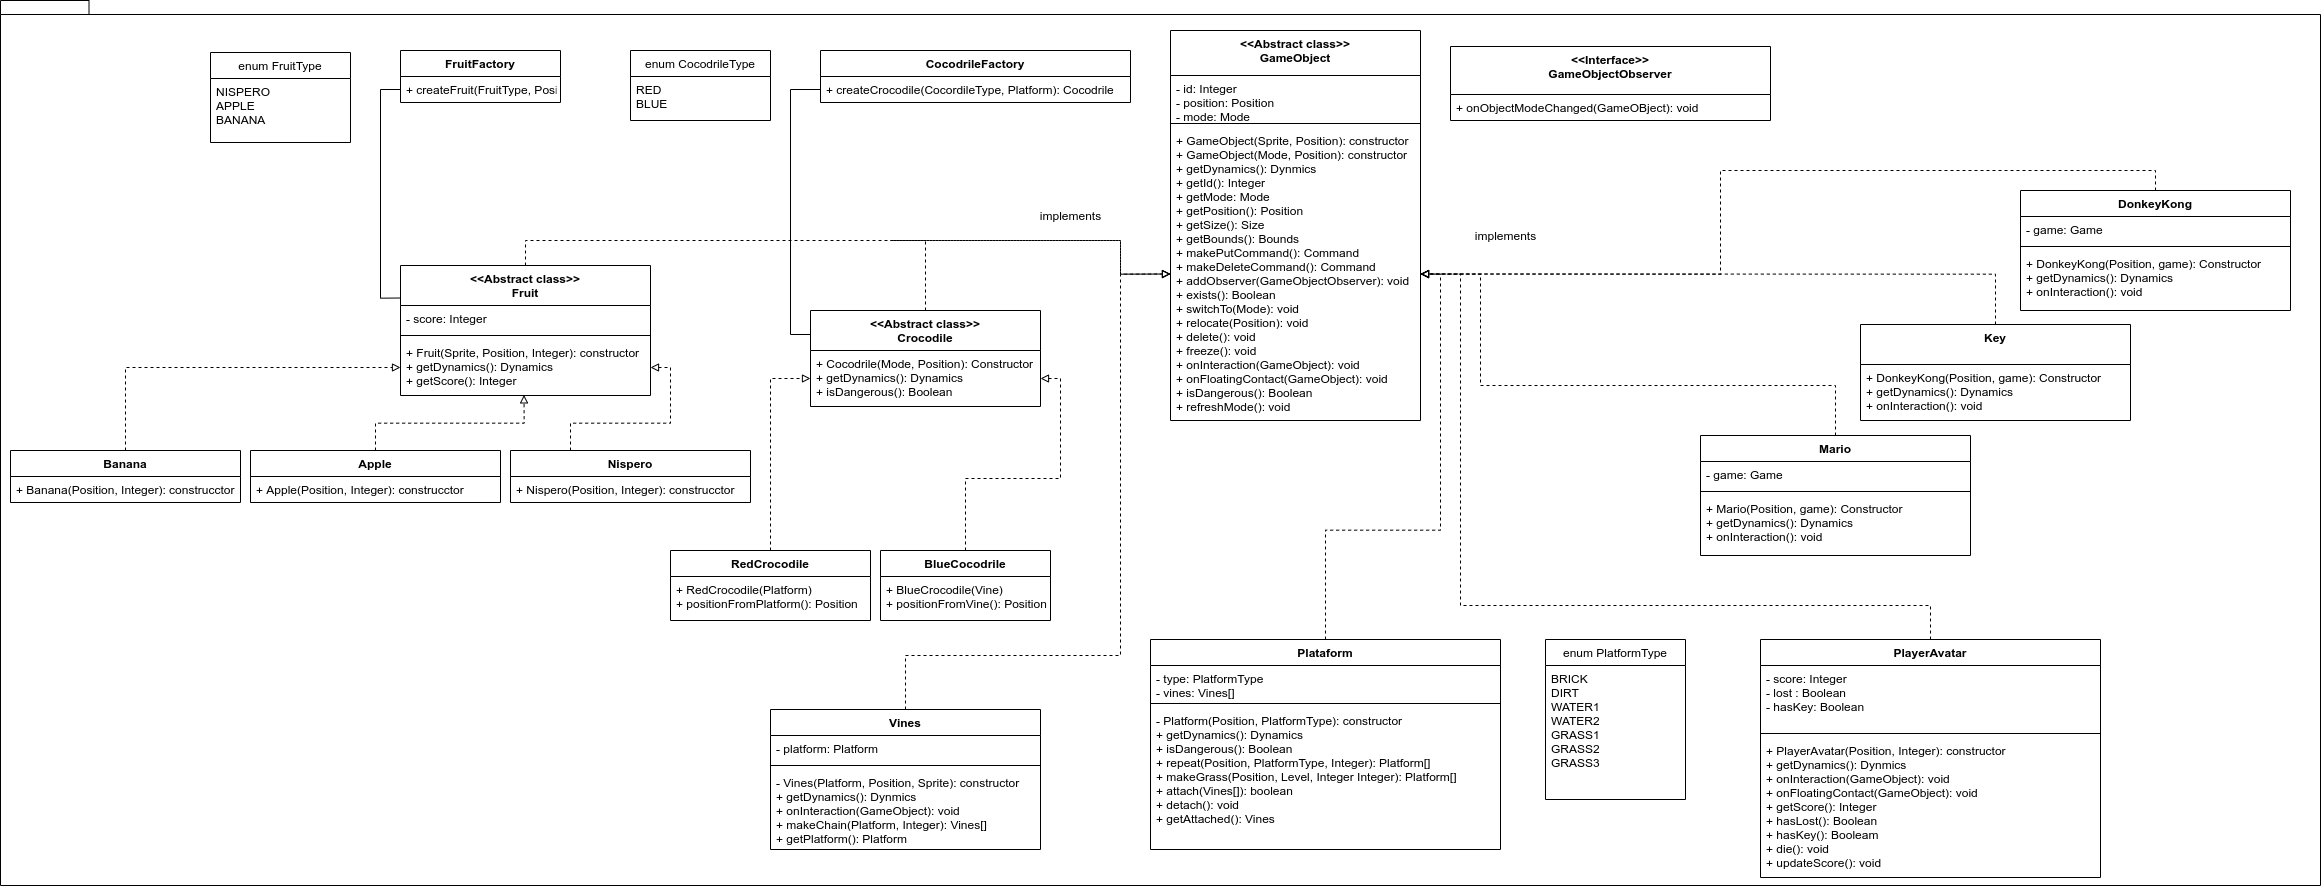 enum FruitType
NISPERO
APPLE
BANANA
FruitFactory
+ createFruit(FruitType, Posi
enum CocodrileType
RED
BLUE
CocodrileFactory
+ createCrocodile(CocordileType, Platform): Cocodrile
<<Abstract class>>
GameObject
- id: Integer
- position: Position
- mode: Mode
+ GameObject(Sprite, Position): constructor
+ GameObject(Mode, Position): constructor
+ getDynamics(): Dynmics
+ getId(): Integer
+ getMode: Mode
+ getPosition(): Position
+ getSize(): Size
+ getBounds(): Bounds
+ makePutCommand(): Command
+ makeDeleteCommand(): Command
+ addObserver(GameObjectObserver): void
+ exists(): Boolean
+ switchTo(Mode): void
+ relocate(Position): void
+ delete(): void
+ freeze(): void
+ onInteraction(GameObject): void
+ onFloatingContact(GameObject): void
+ isDangerous(): Boolean
+ refreshMode(): void
<<Interface>>
GameObjectObserver
+ onObjectModeChanged(GameOBject): void
implements
implements
DonkeyKong
- game: Game
+ DonkeyKong(Position, game): Constructor
+ getDynamics(): Dynamics
+ onInteraction(): void
<<Abstract class>>
Fruit
- score: Integer
+ Fruit(Sprite, Position, Integer): constructor
+ getDynamics(): Dynamics
+ getScore(): Integer
<<Abstract class>>
Crocodile
+ Cocodrile(Mode, Position): Constructor
+ getDynamics(): Dynamics
+ isDangerous(): Boolean
Key
+ DonkeyKong(Position, game): Constructor
+ getDynamics(): Dynamics
+ onInteraction(): void
Banana
+ Banana(Position, Integer): construcctor
Apple
+ Apple(Position, Integer): construcctor
Nispero
+ Nispero(Position, Integer): construcctor
Mario
- game: Game
+ Mario(Position, game): Constructor
+ getDynamics(): Dynamics
+ onInteraction(): void
RedCrocodile
+ RedCrocodile(Platform)
+ positionFromPlatform(): Position
BlueCocodrile
+ BlueCrocodile(Vine)
+ positionFromVine(): Position
Vines
- platform: Platform
- Vines(Platform, Position, Sprite): constructor
+ getDynamics(): Dynmics
+ onInteraction(GameObject): void
+ makeChain(Platform, Integer): Vines[]
+ getPlatform(): Platform
Plataform
- type: PlatformType
- vines: Vines[]
- Platform(Position, PlatformType): constructor
+ getDynamics(): Dynamics
+ isDangerous(): Boolean
+ repeat(Position, PlatformType, Integer): Platform[]
+ makeGrass(Position, Level, Integer Integer): Platform[]
+ attach(Vines[]): boolean
+ detach(): void
+ getAttached(): Vines
enum PlatformType
BRICK
DIRT
WATER1
WATER2
GRASS1
GRASS2
GRASS3
PlayerAvatar
- score: Integer
- lost : Boolean
- hasKey: Boolean
+ PlayerAvatar(Position, Integer): constructor
+ getDynamics(): Dynmics
+ onInteraction(GameObject): void
+ onFloatingContact(GameObject): void
+ getScore(): Integer
+ hasLost(): Boolean
+ hasKey(): Booleam
+ die(): void
+ updateScore(): void